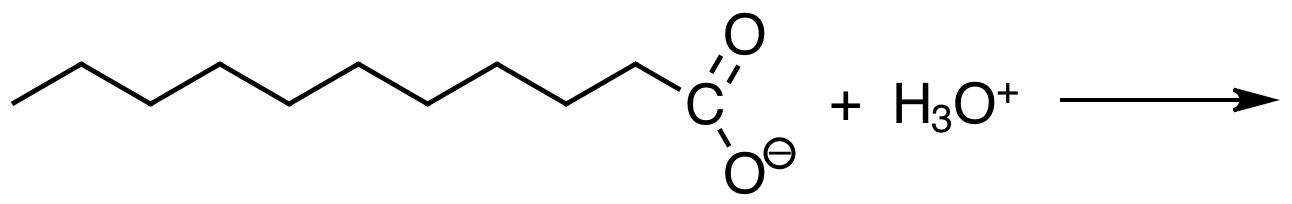 O
C + H₃O⁺
O⊖